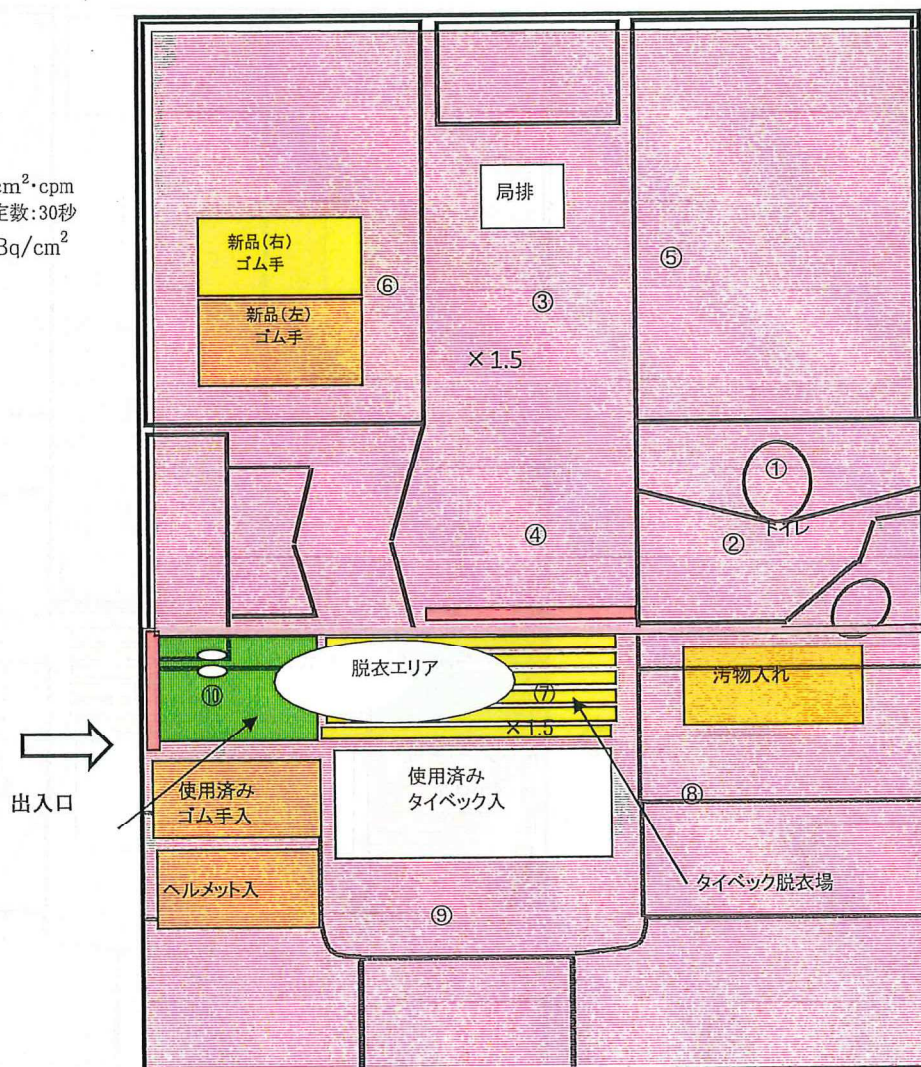 cm²・cpm
定数:30秒
Bq/cm²
局排
新品(右)
ゴム手
新品(左)
ゴム手
⑥
③
⑤
×1.5
①
トイレ
②
④
脱衣エリア
⑦
×1.5
⑩
汚物入れ
出入口
使用済み
ゴム手入
使用済み
タイベック入
⑧
ヘルメット入
タイベック脱衣場
⑨